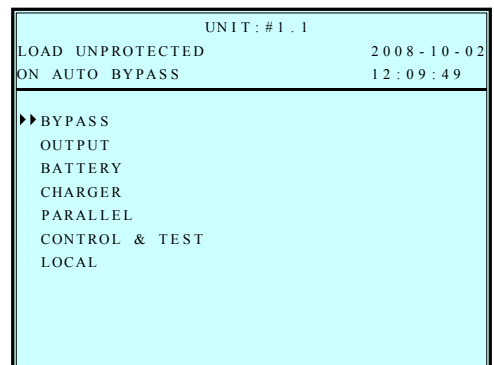 UNIT:#1.1
LOAD UNPROTECTED 2008-10-02
ON AUTO BYPASS 12:09:49
BYPASS
OUTPUT
BATTERY
CHARGER
PARALLEL
CONTROL & TEST
LOCAL